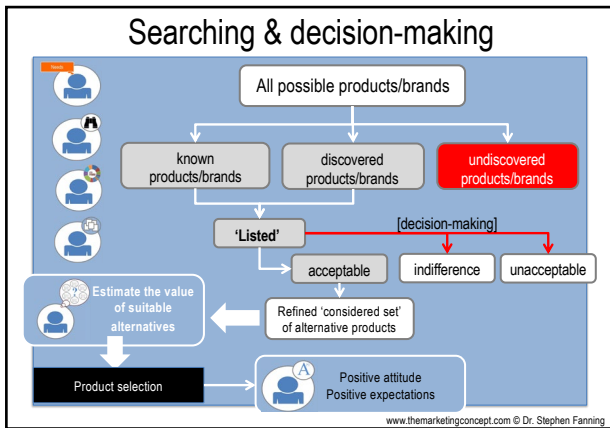 Searching & decision-making
Needs
All possible products/brands
known
products/brands
discovered
products/brands
undiscovered
products/brands
[decision-making]
‘Listed’
acceptable
indifference
unacceptable
?
Estimate the value
of suitable
alternatives
Refined ‘considered set’
of alternative products
Product selection
A
Positive attitude
Positive expectations
www.themarketingconcept.com © Dr. Stephen Fanning